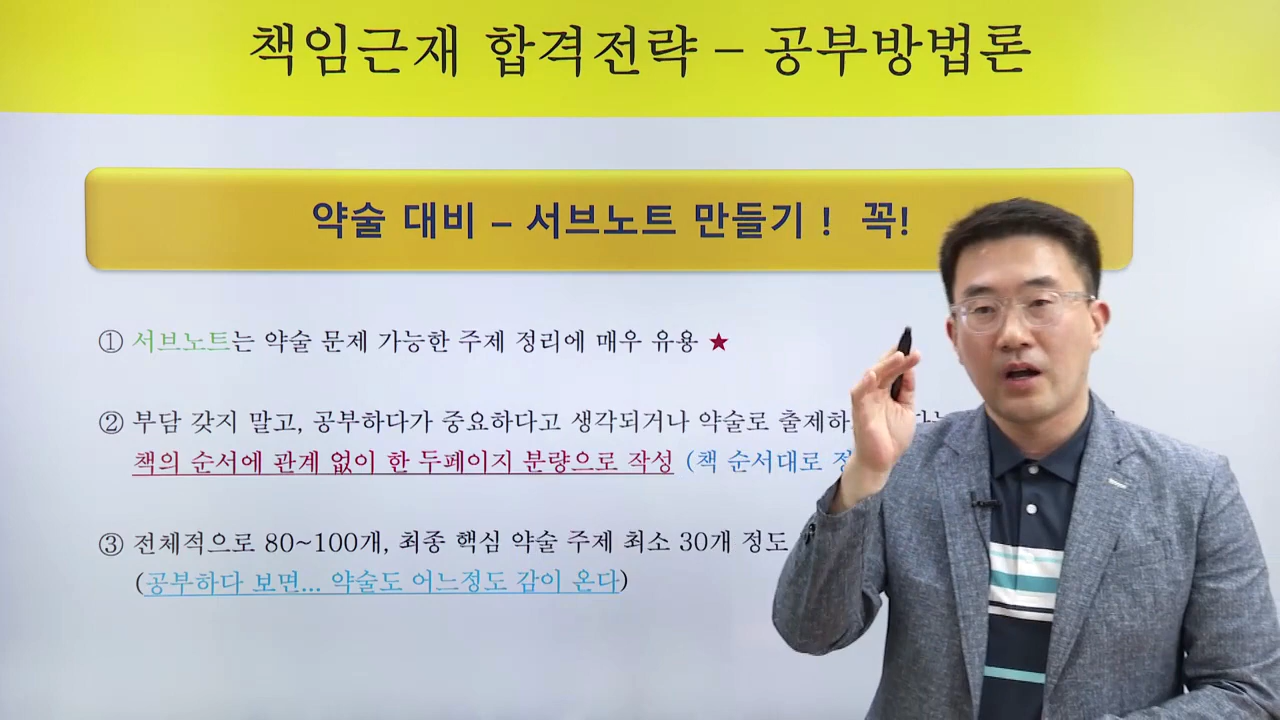 책임근재 합격전략 – 공부방법론
약술 대비 – 서브노트 만들기 ! 꼭!
① 서브노트는 약술 문제 가능한 주제 정리에 매우 유용 ★
② 부담 갖지 말고, 공부하다가 중요하다고 생각되거나 약술로 출제하
책의 순서에 관계 없이 한 두페이지 분량으로 작성 (책 순서대로
③ 전체적으로 80~100개, 최종 핵심 약술 주제 최소 30개 정도
(공부하다 보면... 약술도 어느정도 감이 온다)